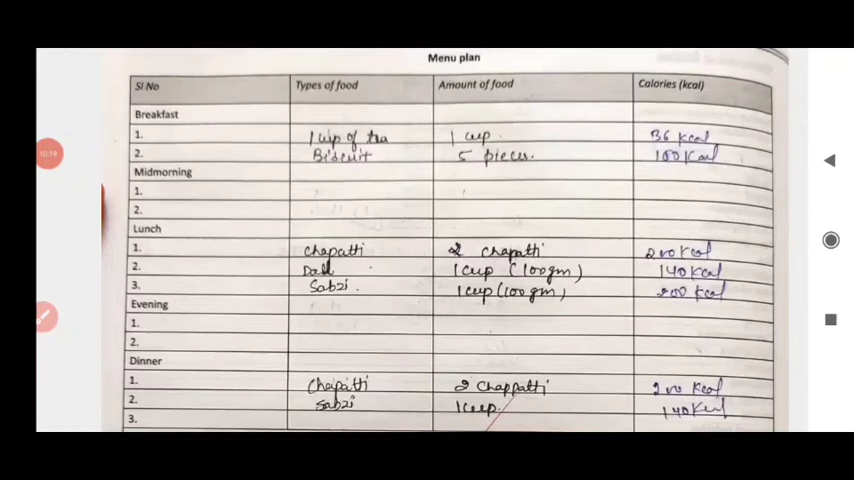 Menu plan
Sl No Types of food Amount of food Calories (kcal)
Breakfast
1. 1 cup of tea 1 cup. 36 kcal
2. Biscuit 5 pieces. 100 Kcal
Midmorning
1.
2.
Lunch
1. Chapatti 2 chapatti 200 Kcal
2. Dall 1 cup (100gm) 140 Kcal
3. Sabzi. 1 cup (100gm) 200 Kcal
Evening
1.
2.
Dinner
1. Chapatti 2 Chappatti 200 Kcal
2. Sabzi 1 cup. 140 Kcal
3.
10:19